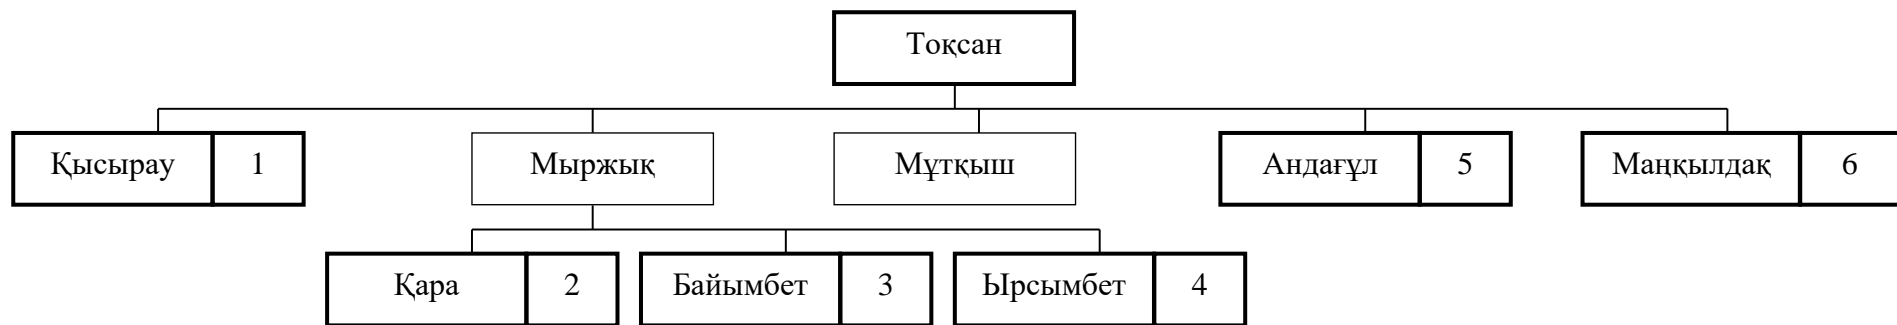 Тоқсан
Қысырау 1
Мыржық
Мұтқыш
Андағұл 5
Маңқылдақ 6
Қара 2
Байымбет 3
Ырсымбет 4